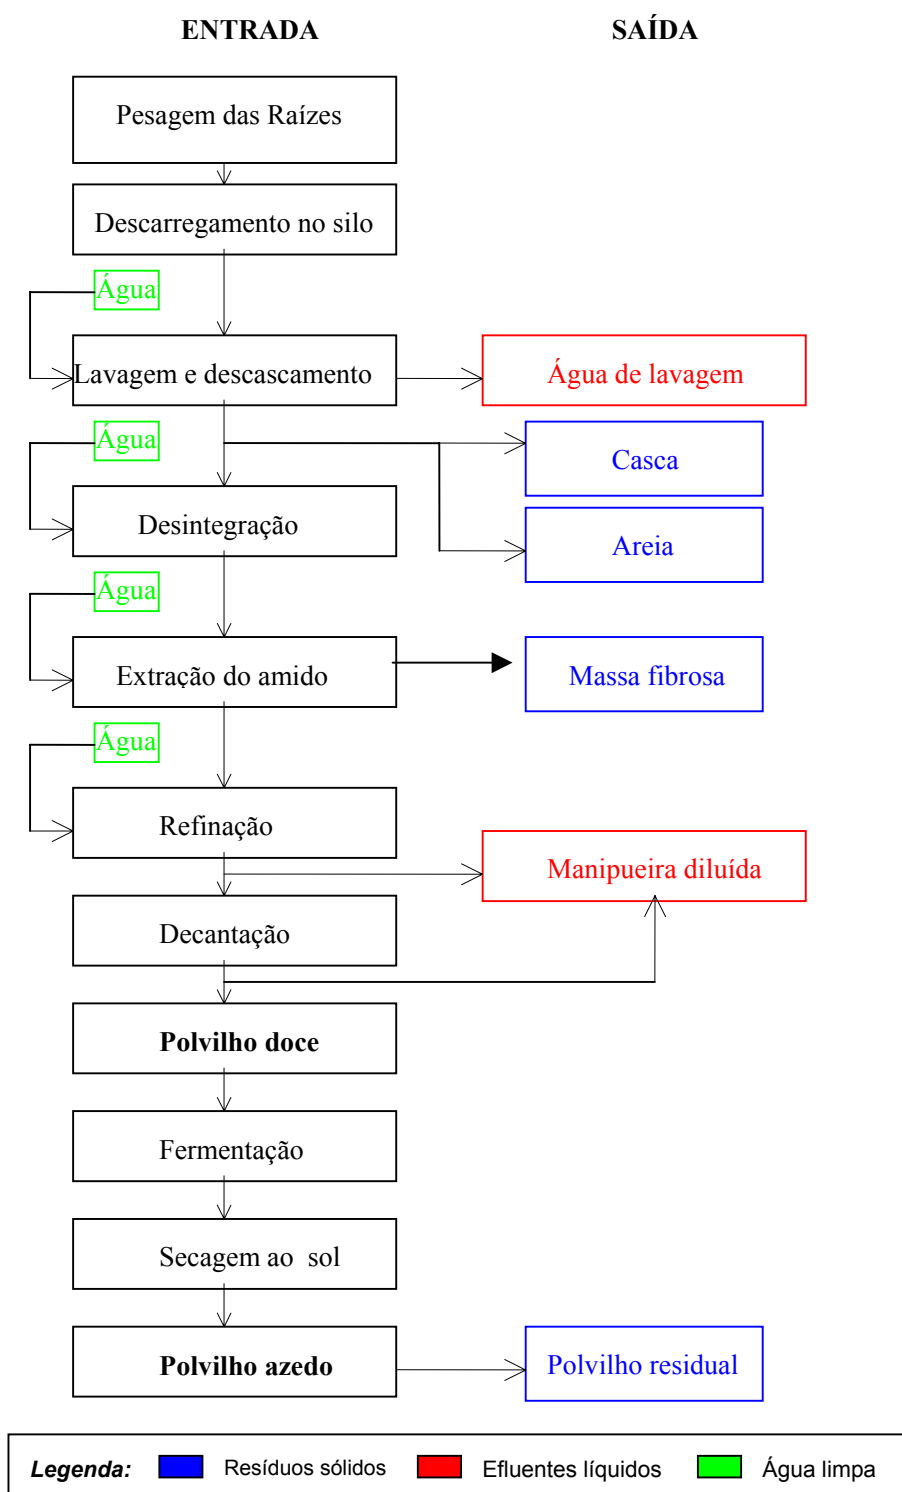 ENTRADA
SAÍDA
Pesagem das Raízes
Descarregamento no silo
Água
Lavagem e descascamento
Água de lavagem
Água
Casca
Desintegração
Areia
Água
Extração do amido
Massa fibrosa
Água
Refinação
Manipueira diluída
Decantação
Polvilho doce
Fermentação
Secagem ao sol
Polvilho azedo
Polvilho residual
Legenda:
Resíduos sólidos
Efluentes líquidos
Água limpa